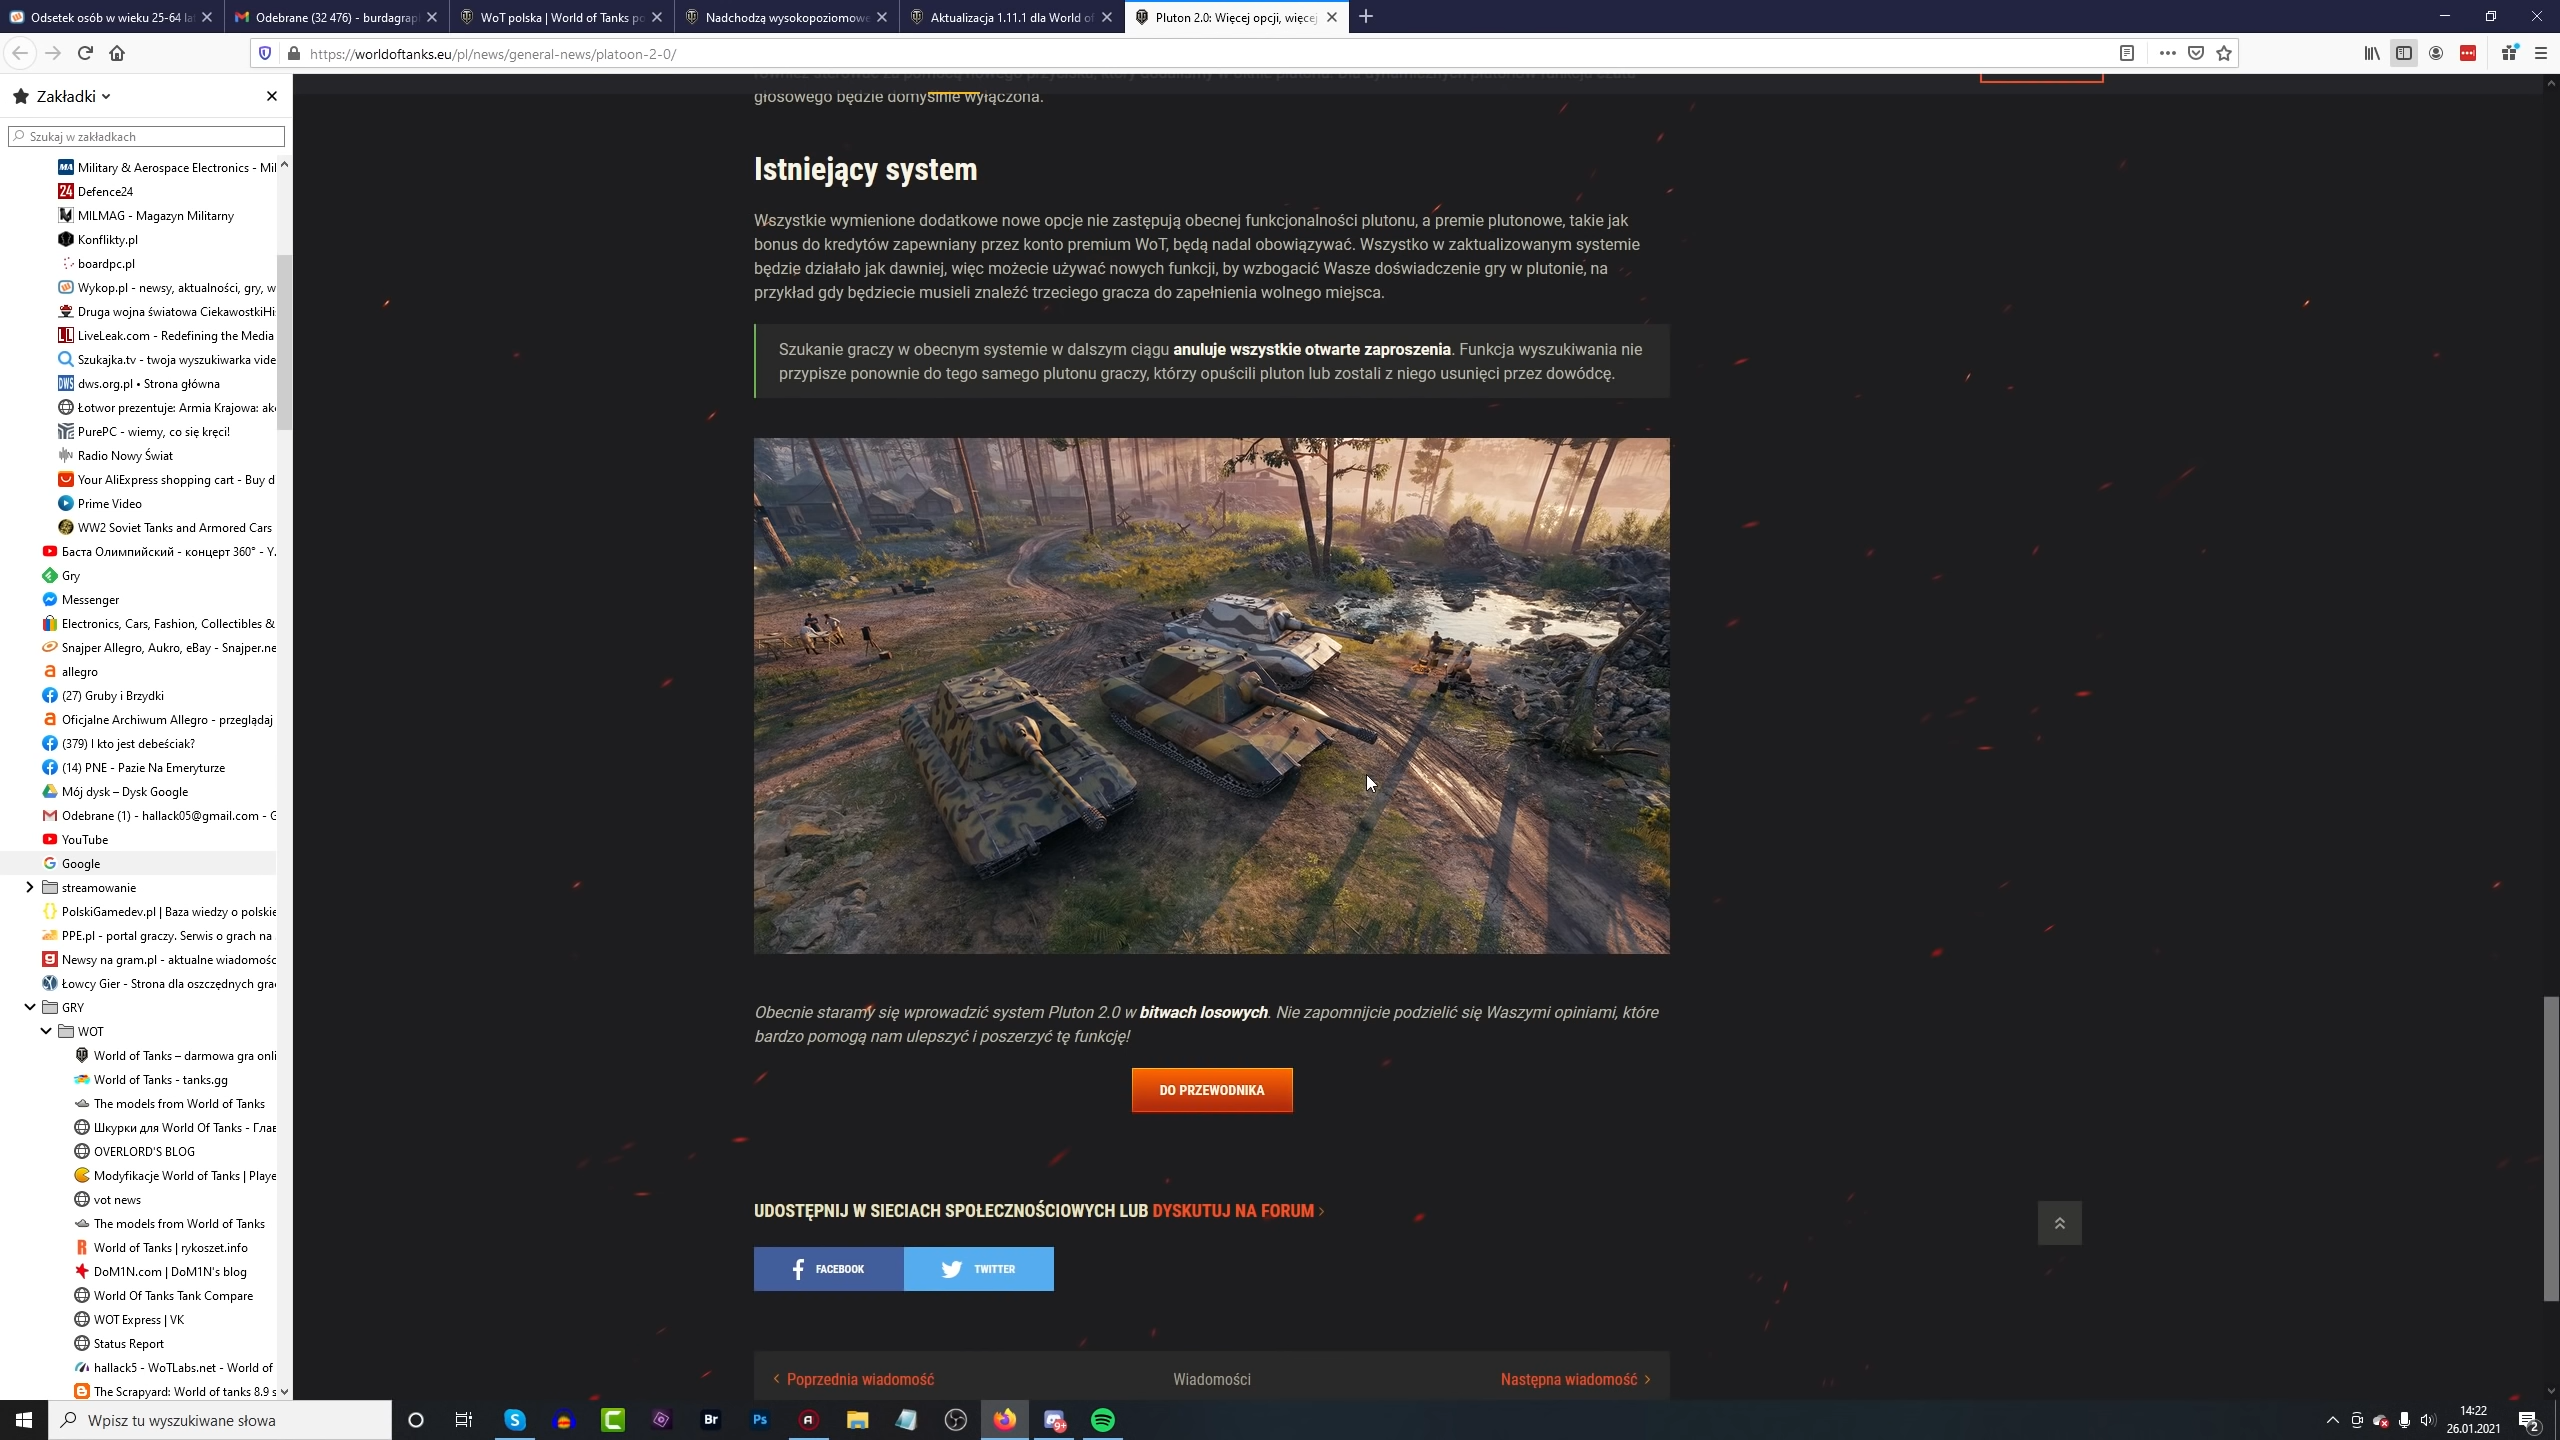 Odsetek osób w wieku 25-64 lat
Odebrane (32 476) - burdagrap
WoT polska | World of Tanks po
Nadchodzą wysokopoziomowe
Aktualizacja 1.11.1 dla World of
Pluton 2.0: Więcej opcji, więcej
https://worldoftanks.eu/pl/news/general-news/platoon-2-0/
Zakładki
Szukaj w zakładkach
Military & Aerospace Electronics - Mil
Defence24
MILMAG - Magazyn Militarny
Konflikty.pl
boardpc.pl
Wykop.pl - newsy, aktualności, gry, w
Druga wojna światowa CiekawostkiHi
LiveLeak.com - Redefining the Media
Szukajka.tv - twoja wyszukiwarka vide
dws.org.pl • Strona główna
Łotwor prezentuje: Armia Krajowa: ak
PurePC - wiemy, co się kręci!
Radio Nowy Świat
Your AliExpress shopping cart - Buy d
Prime Video
WW2 Soviet Tanks and Armored Cars
Баста Олимпийский - концерт 360° - Y
Gry
Messenger
Electronics, Cars, Fashion, Collectibles &
Snajper Allegro, Aukro, eBay - Snajper.ne
allegro
(27) Gruby i Brzydki
Oficjalne Archiwum Allegro - przeglądaj
(379) I kto jest debeściak?
(14) PNE - Pazie Na Emeryturze
Mój dysk – Dysk Google
Odebrane (1) - hallack05@gmail.com - G
YouTube
Google
streamowanie
PolskiGamedev.pl | Baza wiedzy o polskie
PPE.pl - portal graczy. Serwis o grach na
Newsy na gram.pl - aktualne wiadomośc
Łowcy Gier - Strona dla oszczędnych gra
GRY
WOT
World of Tanks – darmowa gra onli
World of Tanks - tanks.gg
The models from World of Tanks
Шкурки для World Of Tanks - Глав
OVERLORD'S BLOG
Modyfikacje World of Tanks | Playe
vot news
The models from World of Tanks
World of Tanks | rykoszet.info
DoM1N.com | DoM1N's blog
World Of Tanks Tank Compare
WOT Express | VK
Status Report
hallack5 - WoTLabs.net - World of
The Scrapyard: World of tanks 8.9 s
głosowego będzie domyślnie wyłączona.
Istniejący system
Wszystkie wymienione dodatkowe nowe opcje nie zastępują obecnej funkcjonalności plutonu, a premie plutonowe, takie jak
bonus do kredytów zapewniany przez konto premium WoT, będą nadal obowiązywać. Wszystko w zaktualizowanym systemie
będzie działało jak dawniej, więc możecie używać nowych funkcji, by wzbogacić Wasze doświadczenie gry w plutonie, na
przykład gdy będziecie musieli znaleźć trzeciego gracza do zapełnienia wolnego miejsca.
Szukanie graczy w obecnym systemie w dalszym ciągu anuluje wszystkie otwarte zaproszenia. Funkcja wyszukiwania nie
przypisze ponownie do tego samego plutonu graczy, którzy opuścili pluton lub zostali z niego usunięci przez dowódcę.
Obecnie staramy się wprowadzić system Pluton 2.0 w bitwach losowych. Nie zapomnijcie podzielić się Waszymi opiniami, które
bardzo pomogą nam ulepszyć i poszerzyć tę funkcję!
DO PRZEWODNIKA
UDOSTĘPNIJ W SIECIACH SPOŁECZNOŚCIOWYCH LUB DYSKUTUJ NA FORUM
FACEBOOK
TWITTER
Poprzednia wiadomość
Wiadomości
Następna wiadomość
Wpisz tu wyszukiwane słowa
Br
Ps
9+
14:22
26.01.2021
2